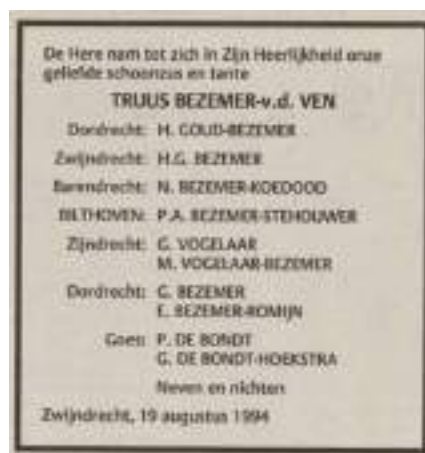 De Here nam tot zich in Zijn Heerlijkheid onze
geliefde schoonzus en tante
TRUUS BEZEMER-v.d. VEN
Dordrecht: H. GOUD-BEZEMER
Zwijndrecht: H.G. BEZEMER
Barendrecht: N. BEZEMER-KOEDOOD
BILTHOVEN: P.A. BEZEMER-STEHOUWER
Zijndrecht: G. VOGELAAR
M. VOGELAAR-BEZEMER
Dordrecht: G. BEZEMER
E. BEZEMER-ROMIJN
Goes: P. DE BONDT
G. DE BONDT-HOEKSTRA
Neven en nichten
Zwijndrecht, 19 augustus 1994